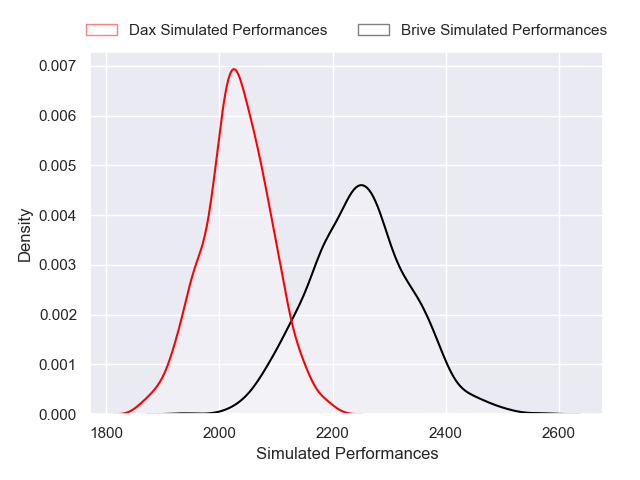 Dax Simulated Performances
Brive Simulated Performances
0.007
0.006
0.005
0.004
0.003
0.002
0.001
0.000
Density
1800 2000 2200 2400 2600
Simulated Performances